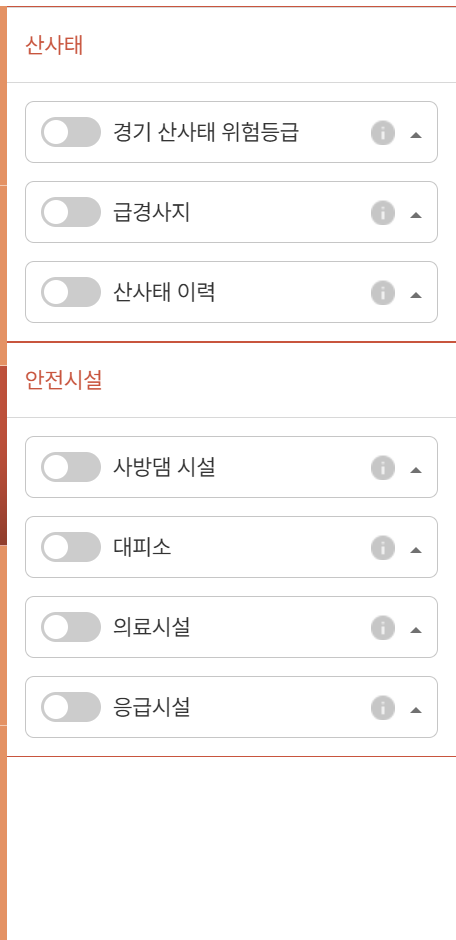 산사태
경기 산사태 위험등급
급경사지
산사태 이력
안전시설
사방댐 시설
대피소
의료시설
응급시설